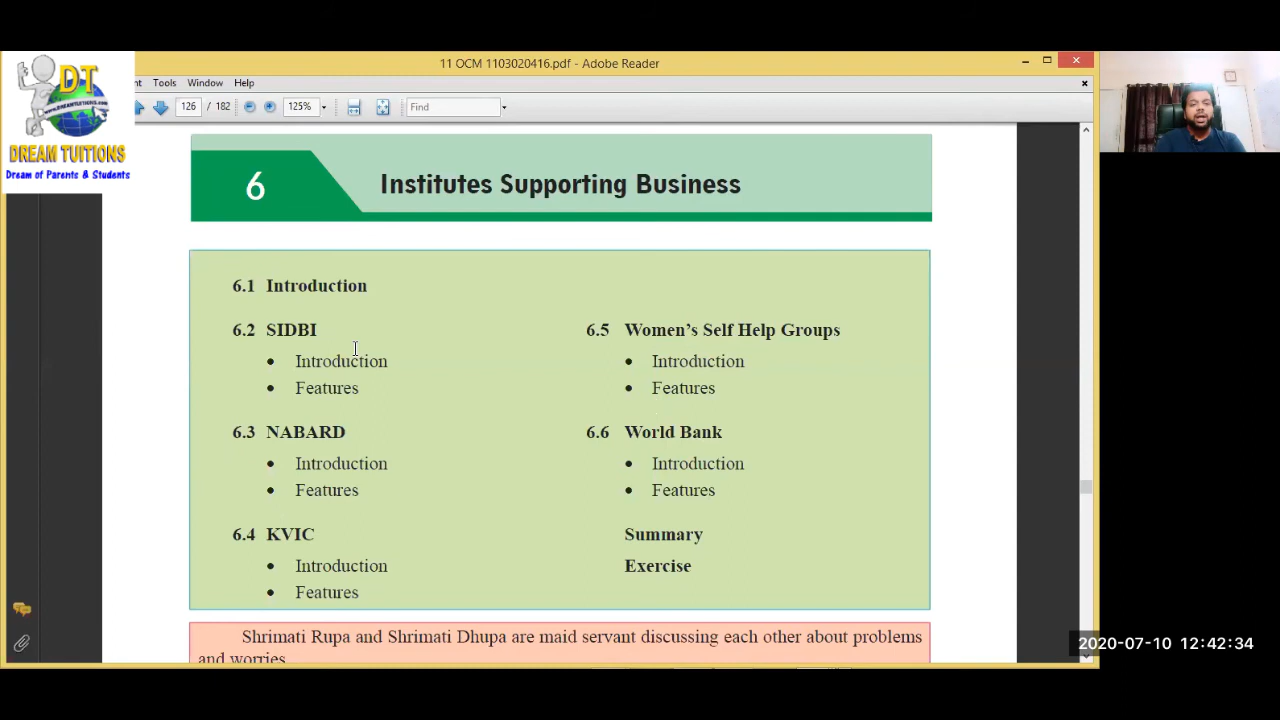 11 OCM 1103020416.pdf - Adobe Reader
nt Tools Window Help
126 / 182 125% Find
DT
www.DREAMTUITIONS.com
DREAM TUITIONS
Dream of Parents & Students
6 Institutes Supporting Business
6.1 Introduction
6.2 SIDBI
• Introduction
• Features
6.3 NABARD
• Introduction
• Features
6.4 KVIC
• Introduction
• Features
6.5 Women’s Self Help Groups
• Introduction
• Features
6.6 World Bank
• Introduction
• Features
Summary
Exercise
Shrimati Rupa and Shrimati Dhupa are maid servant discussing each other about problems
and worries
2020-07-10 12:42:34